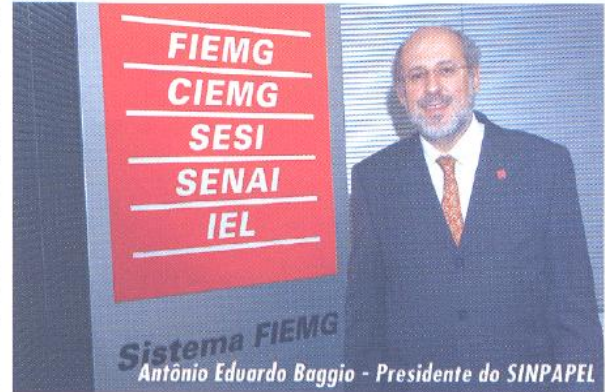 FIEMG
CIEMG
SESI
SENAI
IEL
Sistema FIEMG
Antônio Eduardo Baggio - Presidente do SINPAPEL